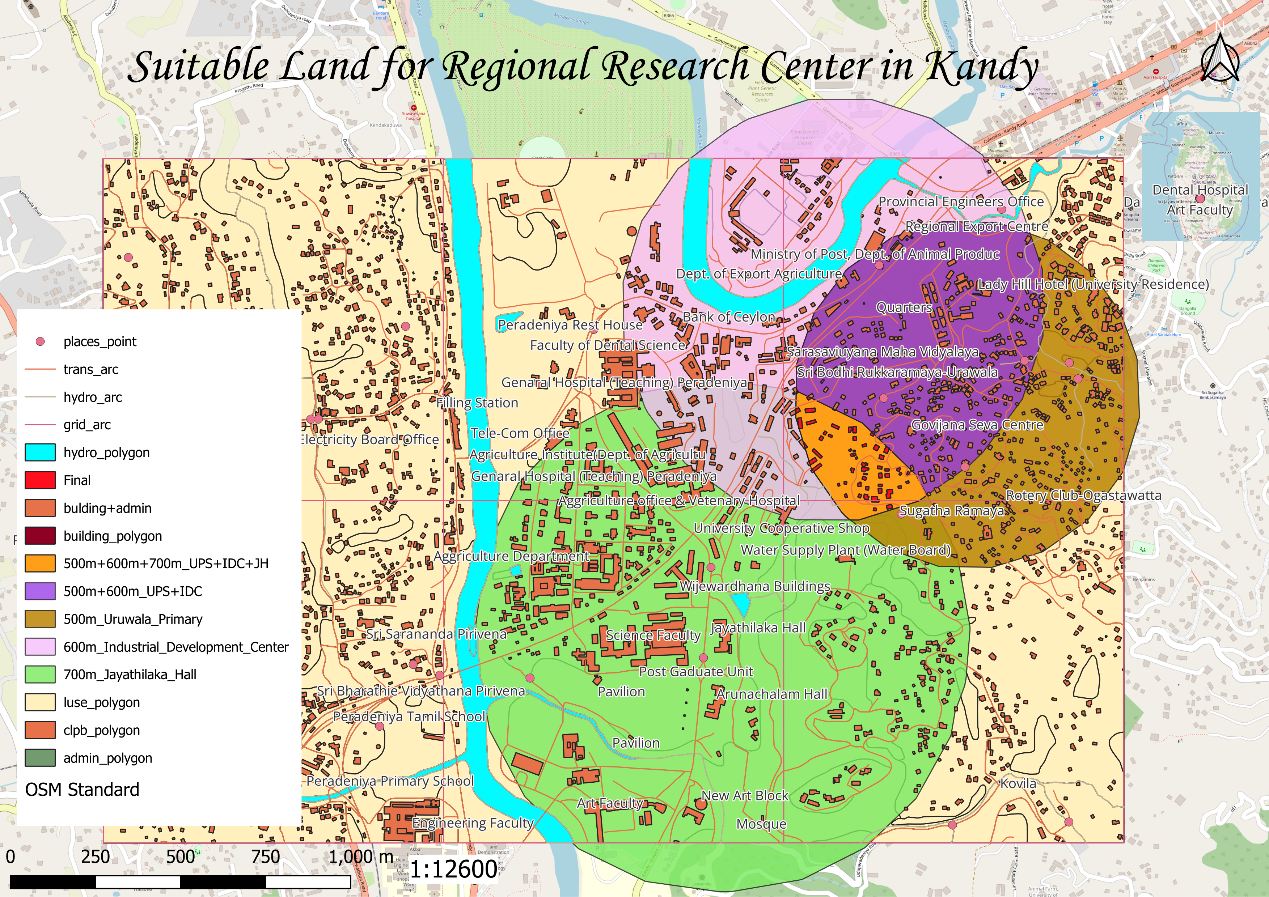 Suitable Land for Regional Research Center in Kandy
Dental Hospital
Art Faculty
Provincial Engineers Office
Regional Export Centre
Ministry of Post, Dept. of Animal Produc
Dept. of Export Agriculture
Lady Hill Hotel (University Residence)
Quarters
Bank of Ceylon
Peradeniya Rest House
Faculty of Dental Science
Sarasaviuyana Maha Vidyalaya
Sri Bodhi Rukkaramaya-Urawala
Genaral Hospital (Teaching) Peradeniya
Filling Station
Govijana Seva Centre
Tele-Com Office
Electricity Board Office
Agriculture Institute(Dept. of Agricultu
Genaral Hospital (Teaching) Peradeniya
Rotery Club-Ogastawatta
Aggriculture office & Vetenary Hospital
Sugatha Ramaya
University Cooperative Shop
Water Supply Plant (Water Board)
Aggriculture Department
Wijewardhana Buildings
Jayathilaka Hall
Sri Sarananda Pirivena
Science Faculty
Post Gaduate Unit
Sri Bharathie Vidyathana Pirivena
Pavilion
Arunachalam Hall
Peradeniya Tamil School
Pavilion
Peradeniya Primary School
Kovila
New Art Block
Art Faculty
Engineering Faculty
Mosque
places_point
trans_arc
hydro_arc
grid_arc
hydro_polygon
Final
bulding+admin
building_polygon
500m+600m+700m_UPS+IDC+JH
500m+600m_UPS+IDC
500m_Uruwala_Primary
600m_Industrial_Development_Center
700m_Jayathilaka_Hall
luse_polygon
clpb_polygon
admin_polygon
OSM Standard
0 250 500 750 1,000 m
1:12600